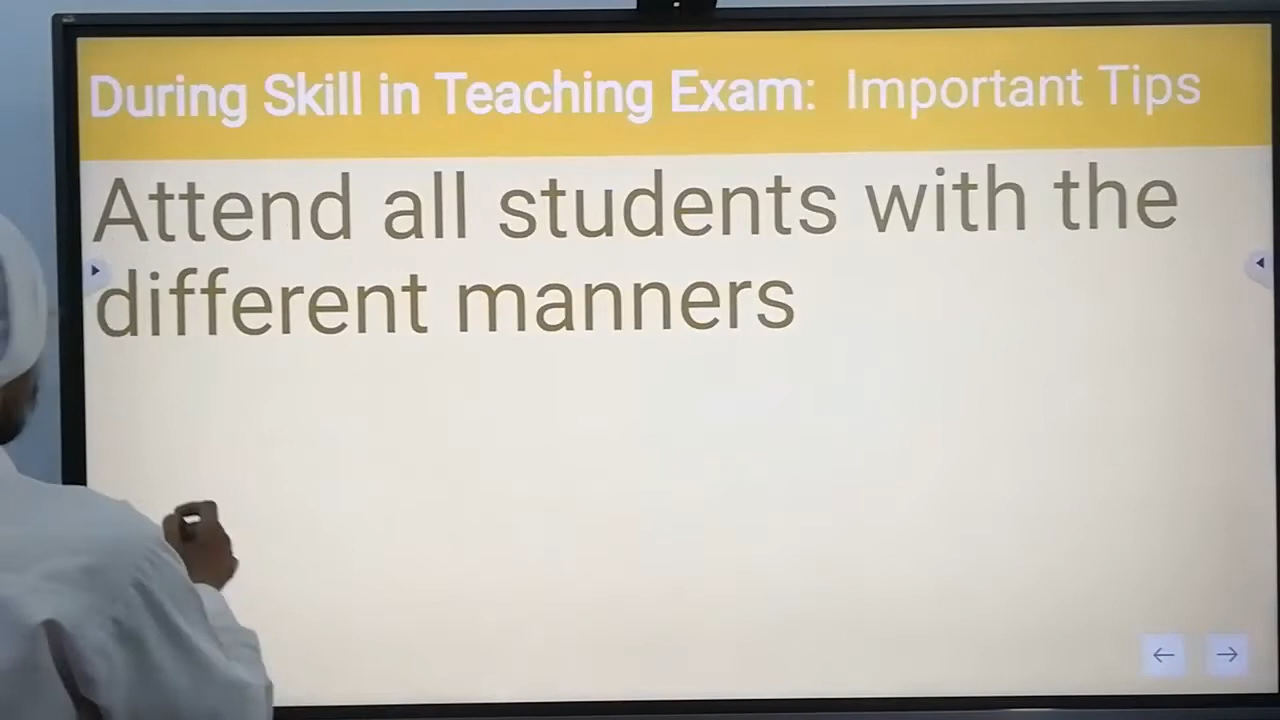 During Skill in Teaching Exam: Important Tips
Attend all students with the
different manners